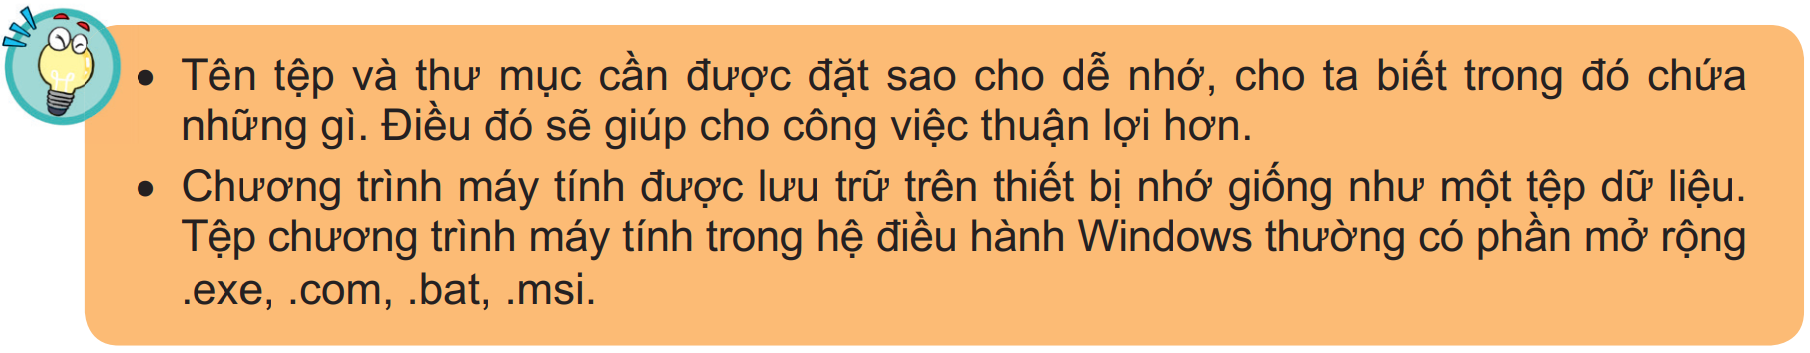 • Tên tệp và thư mục cần được đặt sao cho dễ nhớ, cho ta biết trong đó chứa
những gì. Điều đó sẽ giúp cho công việc thuận lợi hơn.
• Chương trình máy tính được lưu trữ trên thiết bị nhớ giống như một tệp dữ liệu.
Tệp chương trình máy tính trong hệ điều hành Windows thường có phần mở rộng
.exe, .com, .bat, .msi.